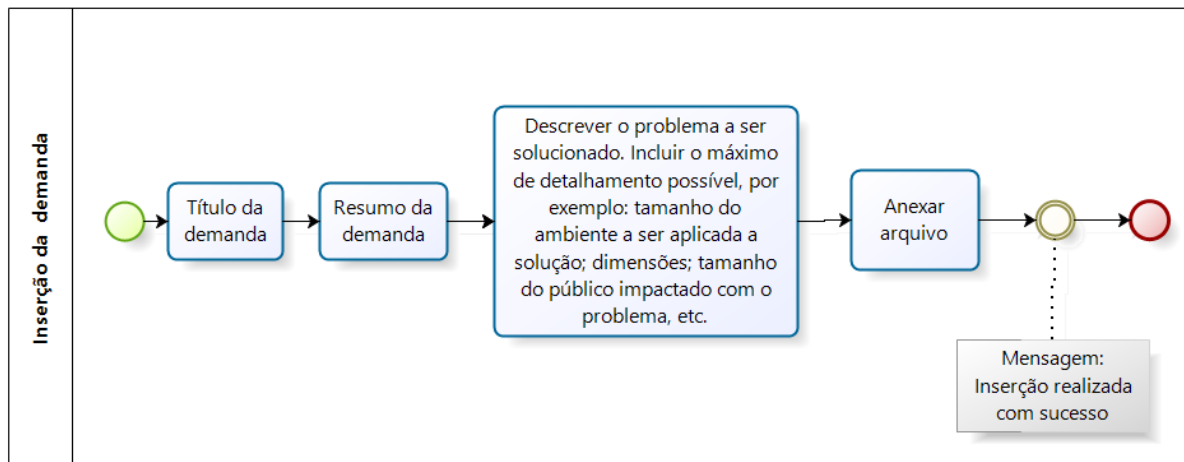 Inserção da demanda
Título da
demanda
Resumo da
demanda
Descrever o problema a ser
solucionado. Incluir o máximo
de detalhamento possível, por
exemplo: tamanho do
ambiente a ser aplicada a
solução; dimensões; tamanho
do público impactado com o
problema, etc.
Anexar
arquivo
Mensagem:
Inserção realizada
com sucesso